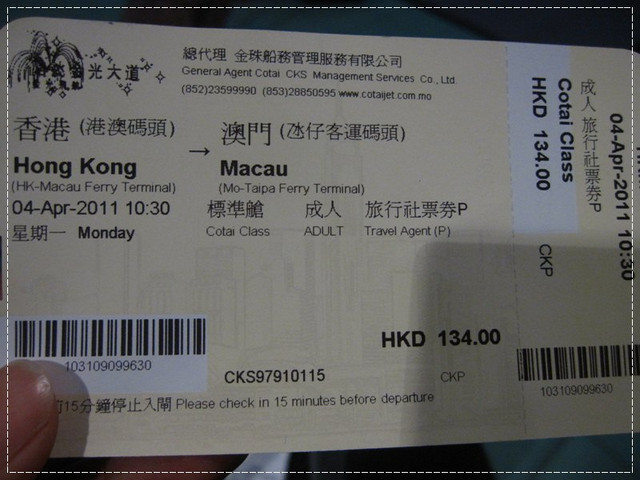 光大道
總代理 金珠船務管理服務有限公司
General Agent Cotai CKS Management Services Co., Ltd.
(852)23599990 (853)28850595 www.cotaijet.com.mo
香港 (港澳碼頭) → 澳門 (氹仔客運碼頭)
Hong Kong Macau
(HK-Macau Ferry Terminal) (Mo-Taipa Ferry Terminal)
04-Apr-2011 10:30 標準艙 成人 旅行社票券P
星期一 Monday Cotai Class ADULT Travel Agent (P)
HKD 134.00
103109099630
CKS97910115 CKP
15分鐘停止入閘 Please check in 15 minutes before departure
04-Apr-2011 10:30
成人 旅行社票券P
Cotai Class
HKD 134.00
CKP
103109099630